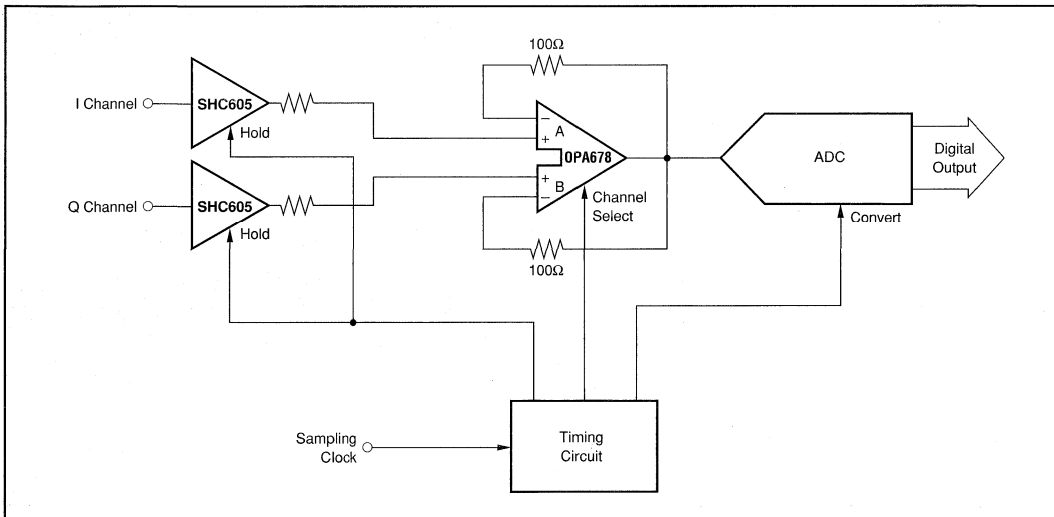 100Ω
I Channel
SHC605
Hold
A
−
+
OPA678
ADC
Digital
Output
Q Channel
SHC605
Hold
+
B
−
Channel
Select
Convert
100Ω
Sampling
Clock
Timing
Circuit